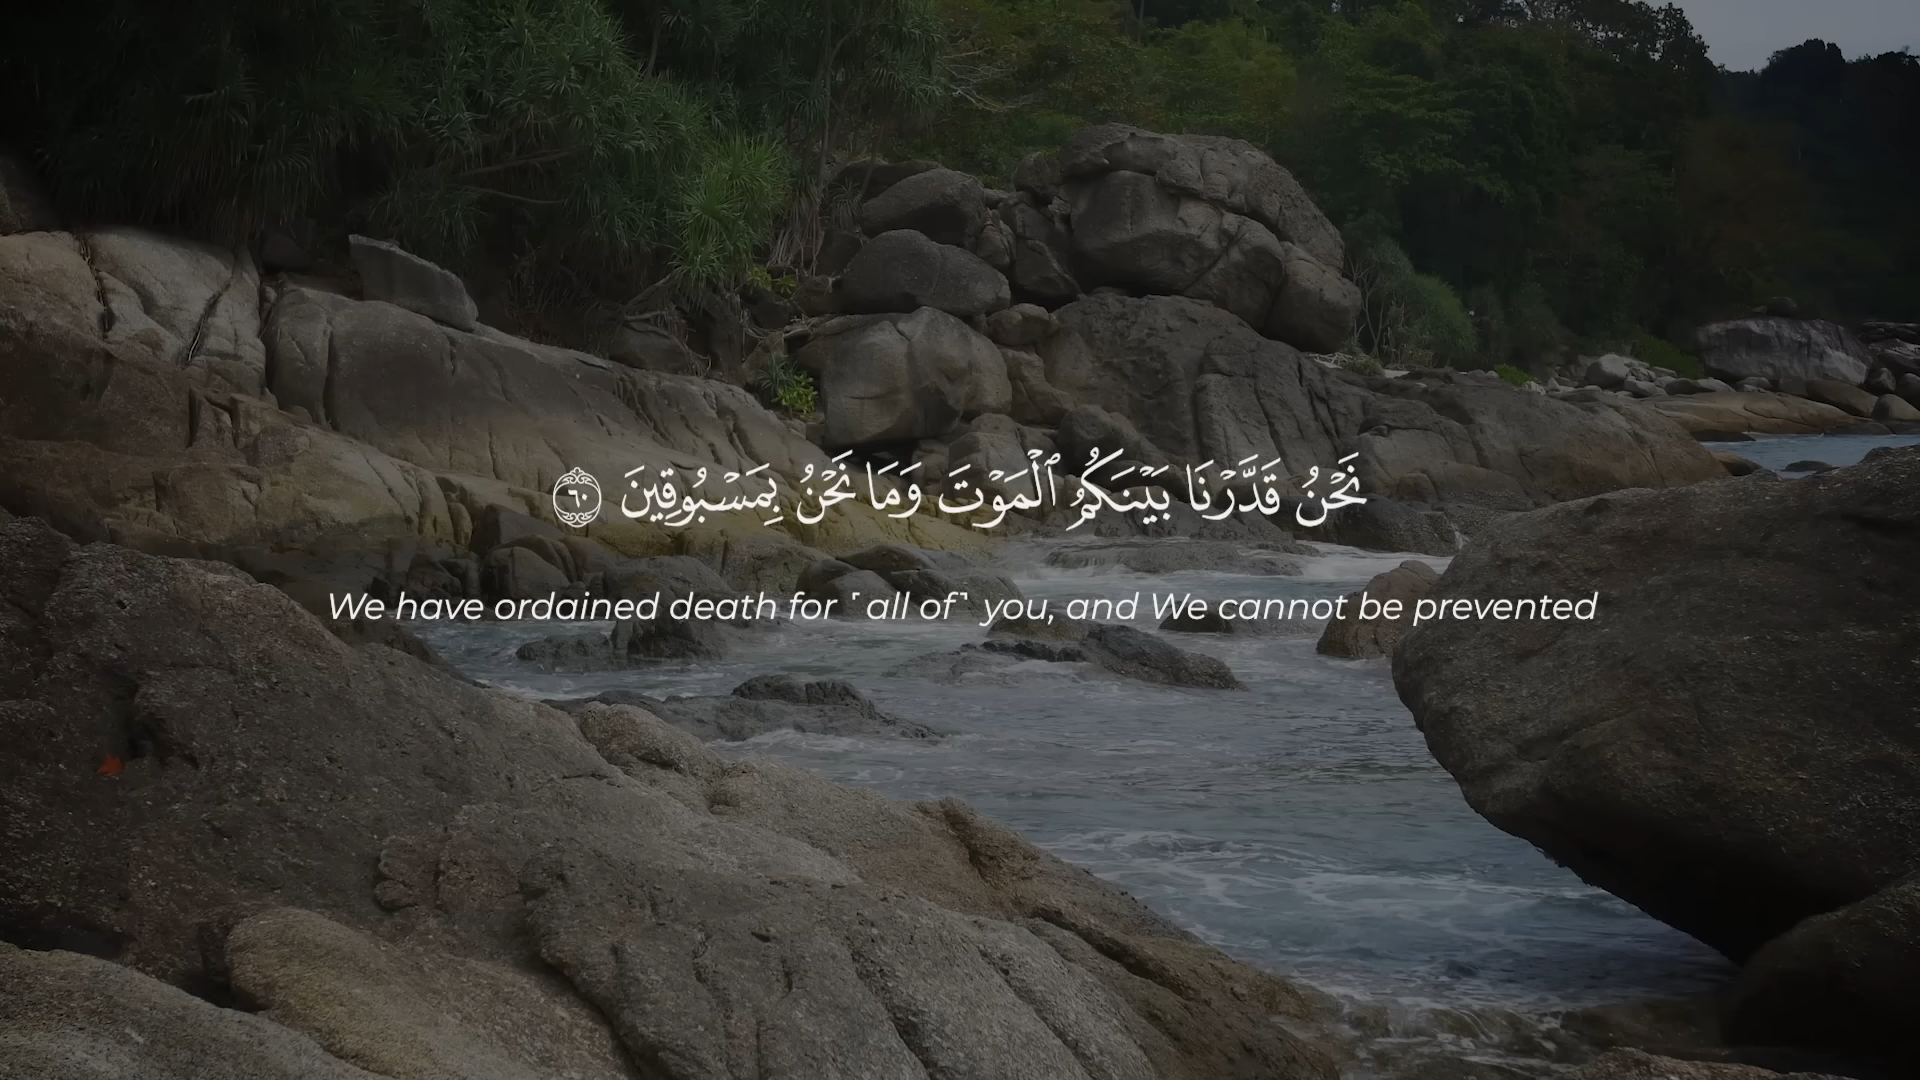 نَحْنُ قَدَّرْنَا بَيْنَكُمُ ٱلْمَوْتَ وَمَا نَحْنُ بِمَسْبُوقِينَ ٦٠
We have ordained death for ˹all of˺ you, and We cannot be prevented